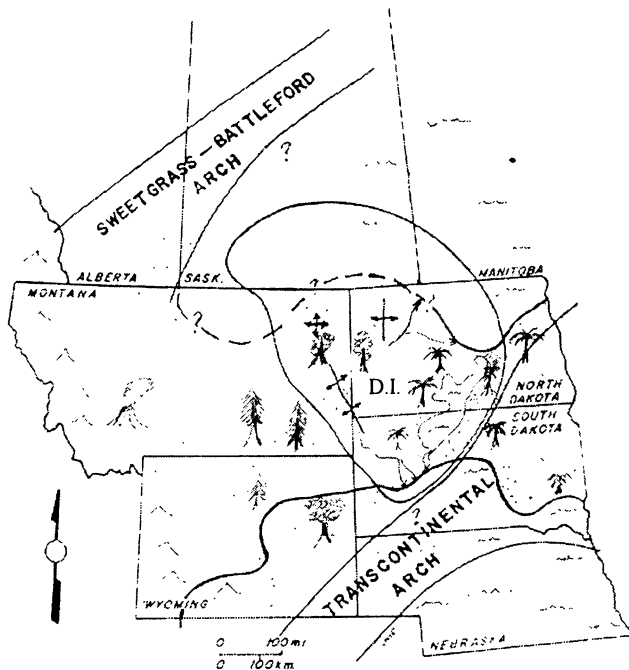 SWEETGRASS – BATTLEFORD
ARCH
?
ALBERTA
SASK.
MANITOBA
MONTANA
?
?
D.I.
NORTH
DAKOTA
SOUTH
DAKOTA
?
TRANSCONTINENTAL
ARCH
WYOMING
NEBRASKA
0 100mi
0 100km